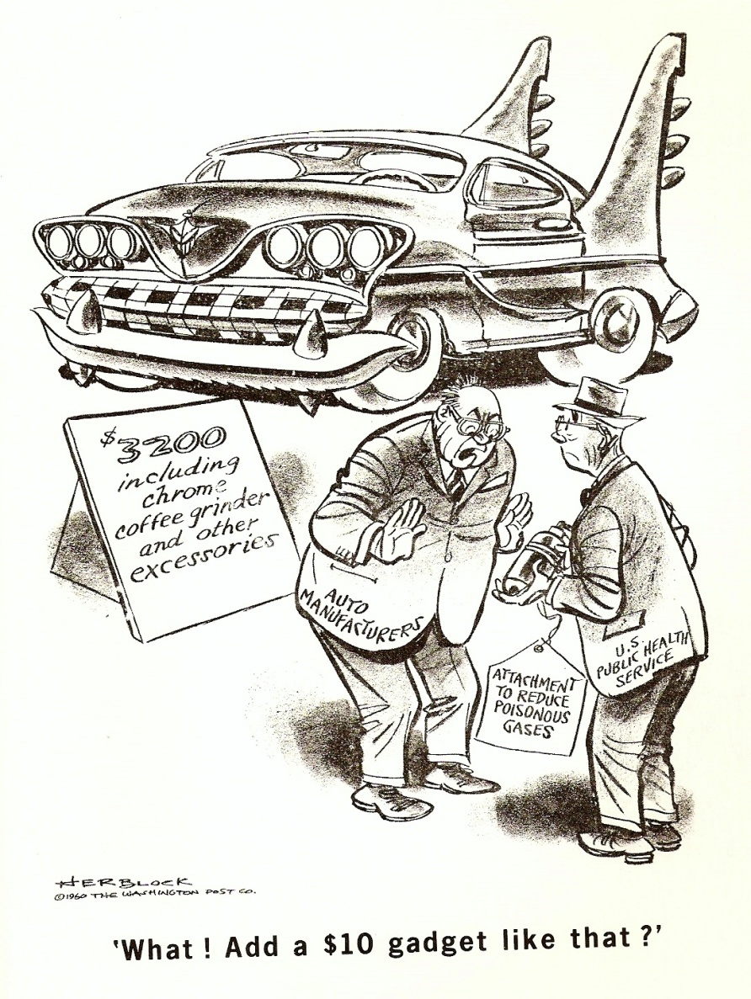 $3200
including
chrome
coffee grinder
and other
excessories
AUTO
MANUFACTURERS
U.S.
PUBLIC HEALTH
SERVICE
ATTACHMENT
TO REDUCE
POISONOUS
GASES
HERBLOCK
©1960 THE WASHINGTON POST CO.
'What! Add a $10 gadget like that?'